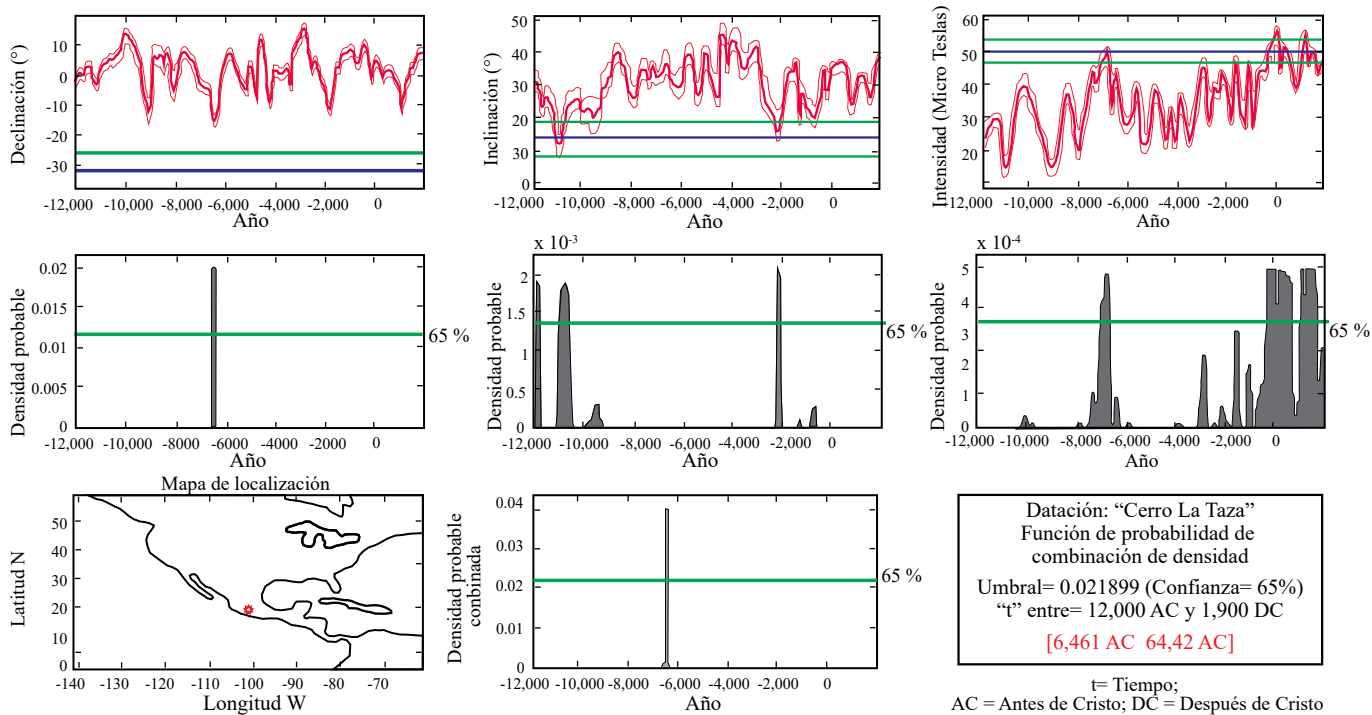 Declinación (°)
10
0
-10
-20
-30
-12,000 -10,000 -8,000 -6,000 -4,000 -2,000 0
Año
Inclinación (°)
50
40
30
20
30
10
0
-12,000 -10,000 -8,000 -6,000 -4,000 -2,000 0
Año
Intensidad (Micro Teslas)
60
50
40
30
20
10
-12,000 -10,000 -8,000 -6,000 -4,000 -2,000 0
Año
Densidad probable
0.02
0.015
0.01
0.005
0
65 %
-12,000 -10,000 -8,000 -6,000 -4,000 -2,000 0
Año
x 10-3
Densidad probable
2
1.5
1
0.5
0
65 %
-12,000 -10,000 -8,000 -6,000 -4,000 -2,000 0
Año
x 10-4
Densidad probable
5
4
3
2
-1
0
65 %
-12,000 -10,000 -8,000 -6,000 -4,000 -2,000 0
Año
Mapa de localización
Latitud N
50
40
30
20
10
0
-140 -130 -120 -110 -100 -90 -80 -70
Longitud W
Densidad probable
conbinada
0.04
0.03
0.02
0.01
0
65 %
-12,000 -10,000 -8,000 -6,000 -4,000 -2,000 0
Año
Datación: “Cerro La Taza”
Función de probabilidad de
combinación de densidad
Umbral= 0.021899 (Confianza= 65%)
“t” entre= 12,000 AC y 1,900 DC
[6,461 AC 64,42 AC]
t= Tiempo;
AC = Antes de Cristo; DC = Después de Cristo